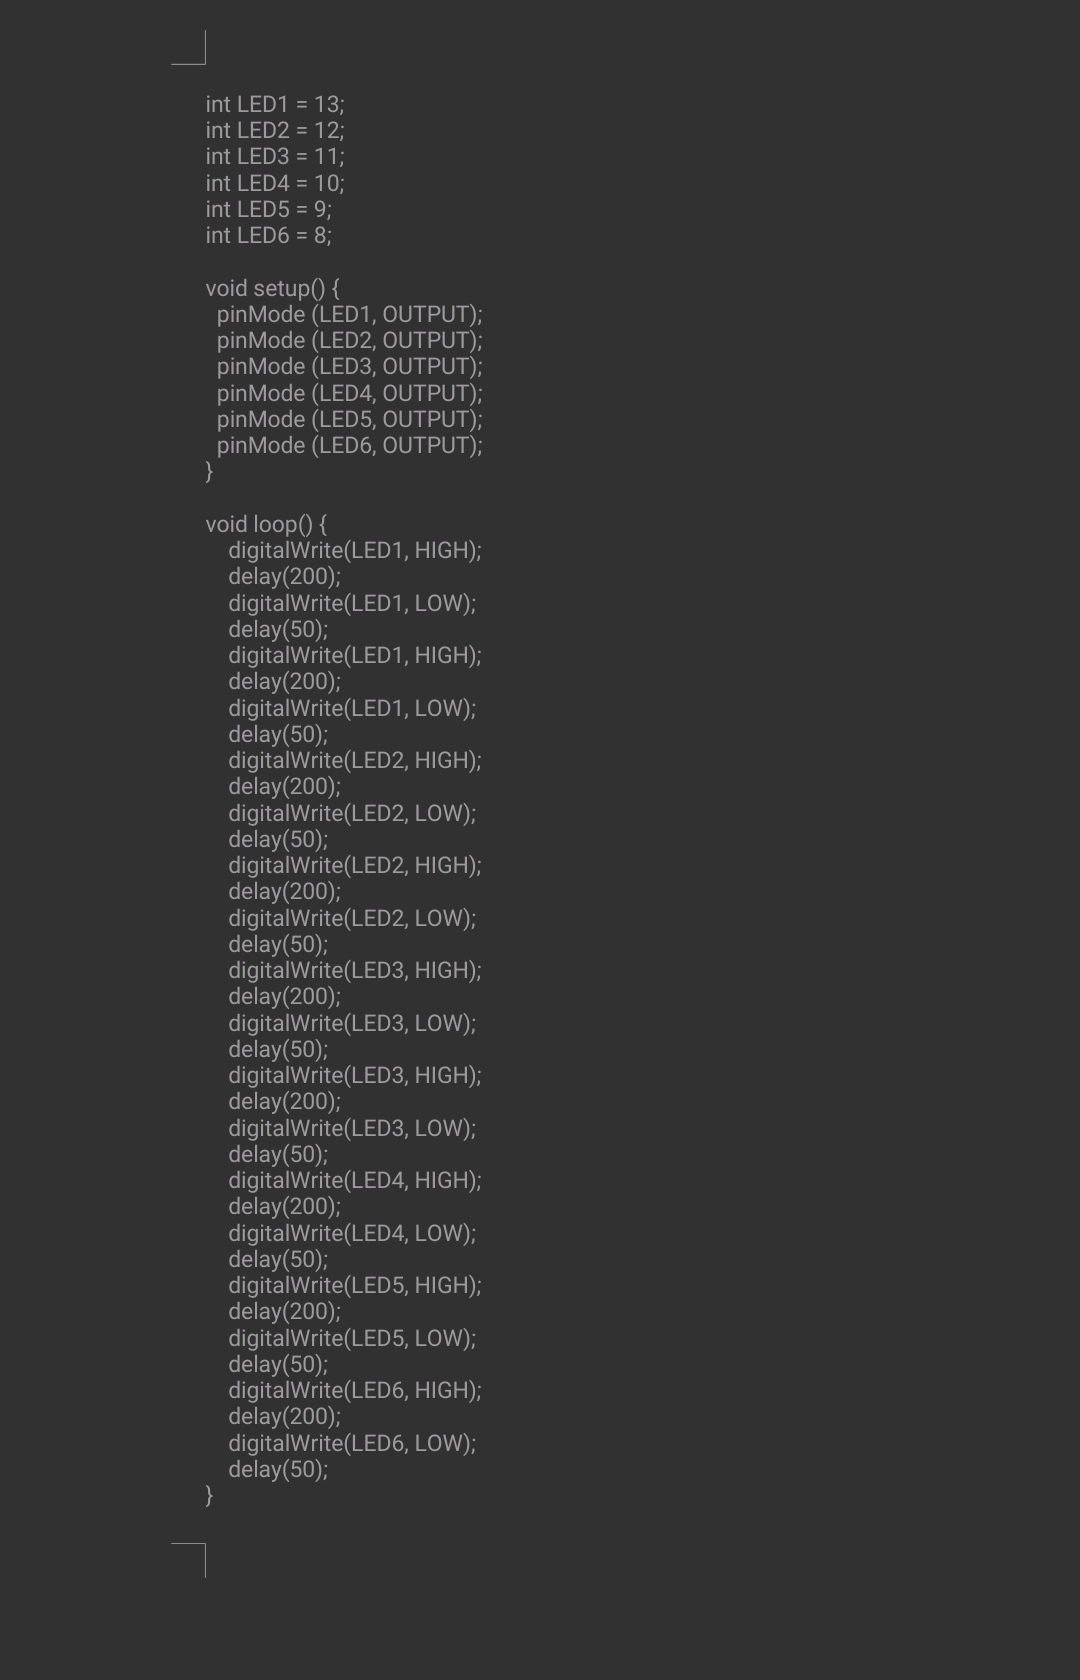 int LED1 = 13;
int LED2 = 12;
int LED3 = 11;
int LED4 = 10;
int LED5 = 9;
int LED6 = 8;

void setup() {
  pinMode (LED1, OUTPUT);
  pinMode (LED2, OUTPUT);
  pinMode (LED3, OUTPUT);
  pinMode (LED4, OUTPUT);
  pinMode (LED5, OUTPUT);
  pinMode (LED6, OUTPUT);
}

void loop() {
    digitalWrite(LED1, HIGH);
    delay(200);
    digitalWrite(LED1, LOW);
    delay(50);
    digitalWrite(LED1, HIGH);
    delay(200);
    digitalWrite(LED1, LOW);
    delay(50);
    digitalWrite(LED2, HIGH);
    delay(200);
    digitalWrite(LED2, LOW);
    delay(50);
    digitalWrite(LED2, HIGH);
    delay(200);
    digitalWrite(LED2, LOW);
    delay(50);
    digitalWrite(LED3, HIGH);
    delay(200);
    digitalWrite(LED3, LOW);
    delay(50);
    digitalWrite(LED3, HIGH);
    delay(200);
    digitalWrite(LED3, LOW);
    delay(50);
    digitalWrite(LED4, HIGH);
    delay(200);
    digitalWrite(LED4, LOW);
    delay(50);
    digitalWrite(LED5, HIGH);
    delay(200);
    digitalWrite(LED5, LOW);
    delay(50);
    digitalWrite(LED6, HIGH);
    delay(200);
    digitalWrite(LED6, LOW);
    delay(50);
}